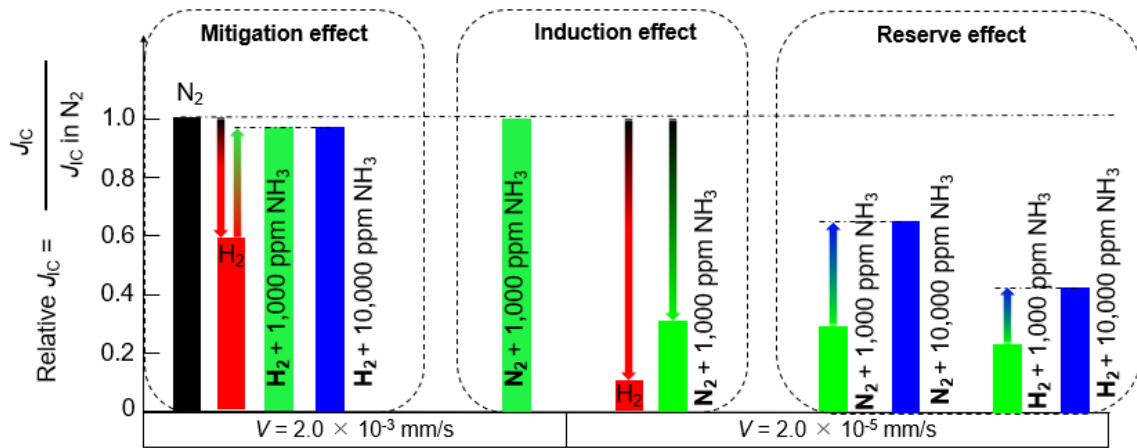 Mitigation effect
Induction effect
Reserve effect
Relative J_IC = J_IC / J_IC in N₂
1.0
0.8
0.6
0.4
0.2
0
N₂
H₂
H₂ + 1,000 ppm NH₃
H₂ + 10,000 ppm NH₃
N₂ + 1,000 ppm NH₃
H₂
N₂ + 1,000 ppm NH₃
N₂ + 1,000 ppm NH₃
N₂ + 10,000 ppm NH₃
H₂ + 1,000 ppm NH₃
H₂ + 10,000 ppm NH₃
V = 2.0 × 10⁻³ mm/s
V = 2.0 × 10⁻⁵ mm/s